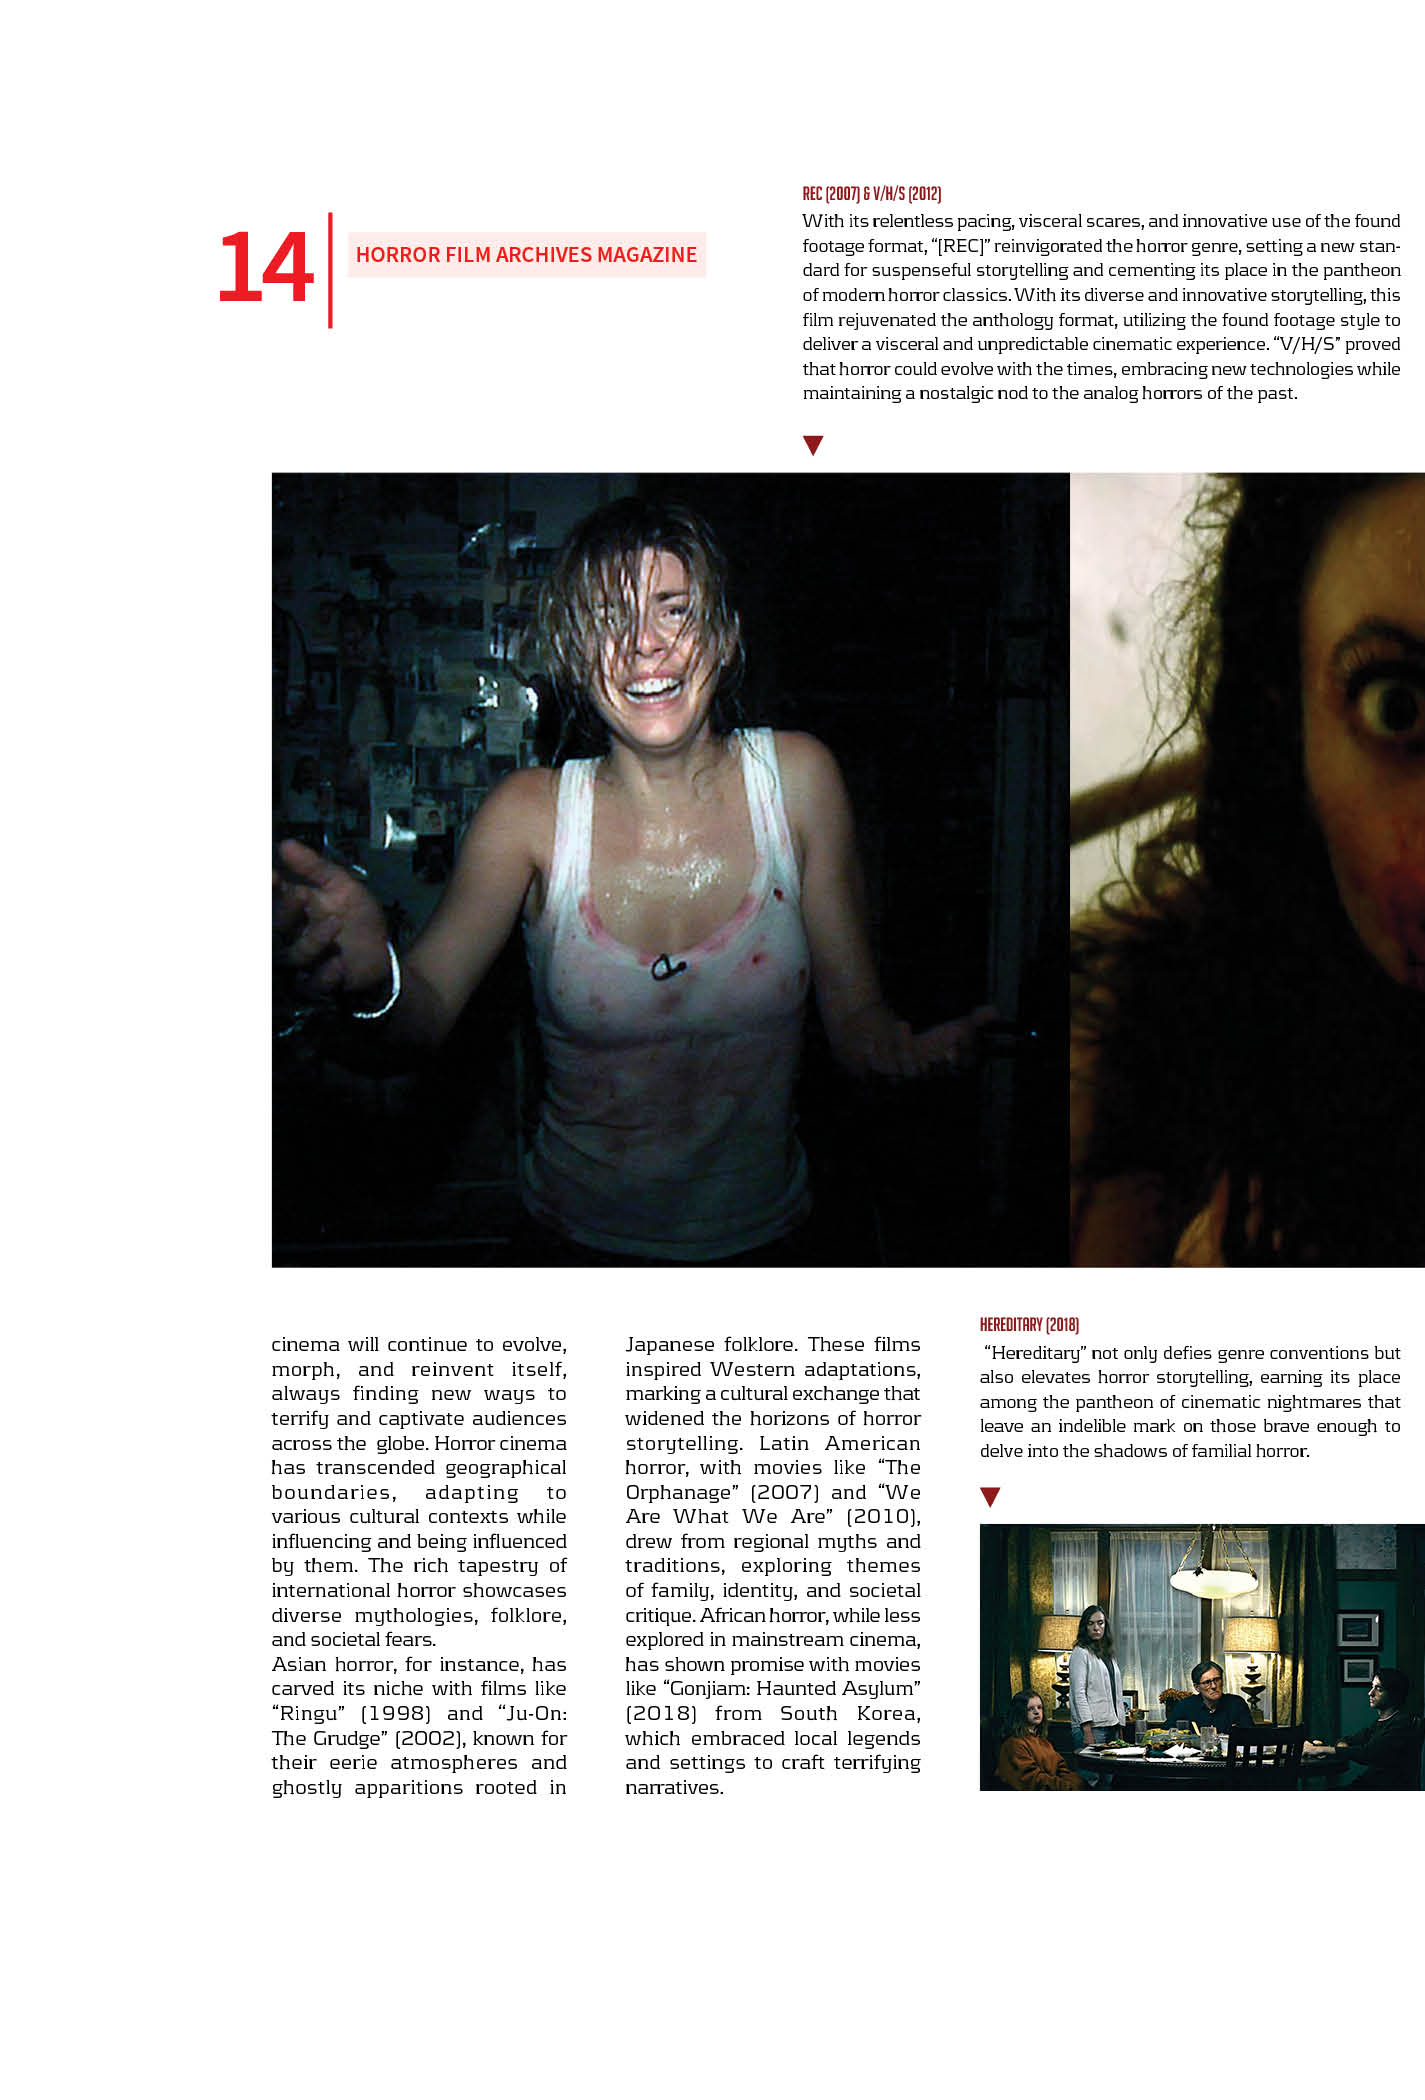 14
HORROR FILM ARCHIVES MAGAZINE
REC (2007) & V/H/S (2012)
With its relentless pacing, visceral scares, and innovative use of the found
footage format, “[REC]” reinvigorated the horror genre, setting a new stan-
dard for suspenseful storytelling and cementing its place in the pantheon
of modern horror classics. With its diverse and innovative storytelling, this
film rejuvenated the anthology format, utilizing the found footage style to
deliver a visceral and unpredictable cinematic experience. “V/H/S” proved
that horror could evolve with the times, embracing new technologies while
maintaining a nostalgic nod to the analog horrors of the past.
cinema will continue to evolve,
morph, and reinvent itself,
always finding new ways to
terrify and captivate audiences
across the globe. Horror cinema
has transcended geographical
boundaries, adapting to
various cultural contexts while
influencing and being influenced
by them. The rich tapestry of
international horror showcases
diverse mythologies, folklore,
and societal fears.
Asian horror, for instance, has
carved its niche with films like
“Ringu” (1998) and “Ju-On:
The Grudge” (2002), known for
their eerie atmospheres and
ghostly apparitions rooted in
Japanese folklore. These films
inspired Western adaptations,
marking a cultural exchange that
widened the horizons of horror
storytelling. Latin American
horror, with movies like “The
Orphanage” (2007) and “We
Are What We Are” (2010),
drew from regional myths and
traditions, exploring themes
of family, identity, and societal
critique. African horror, while less
explored in mainstream cinema,
has shown promise with movies
like “Gonjiam: Haunted Asylum”
(2018) from South Korea,
which embraced local legends
and settings to craft terrifying
narratives.
HEREDITARY (2018)
“Hereditary” not only defies genre conventions but
also elevates horror storytelling, earning its place
among the pantheon of cinematic nightmares that
leave an indelible mark on those brave enough to
delve into the shadows of familial horror.